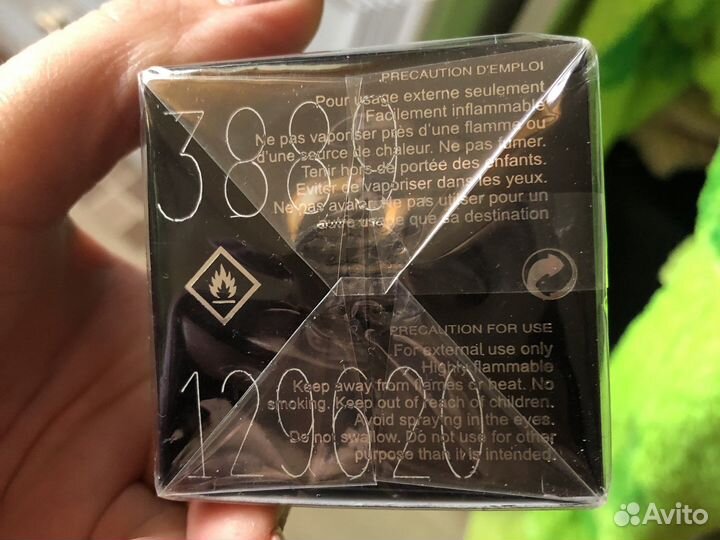 PRECAUTION D'EMPLOI
Pour usage externe seulement
Facilement inflammable
Ne pas vaporiser près d'une flamme ou
d'une source de chaleur. Ne pas fumer.
Tenir hors de portée des enfants.
Eviter de vaporiser dans les yeux.
Ne pas avaler. Ne pas utiliser pour un
autre usage que sa destination
3889
PRECAUTION FOR USE
For external use only
Highly flammable
Keep away from flames or heat. No
smoking. Keep out of reach of children.
Avoid spraying in the eyes.
Do not swallow. Do not use for other
purpose than it is intended.
129620
Avito